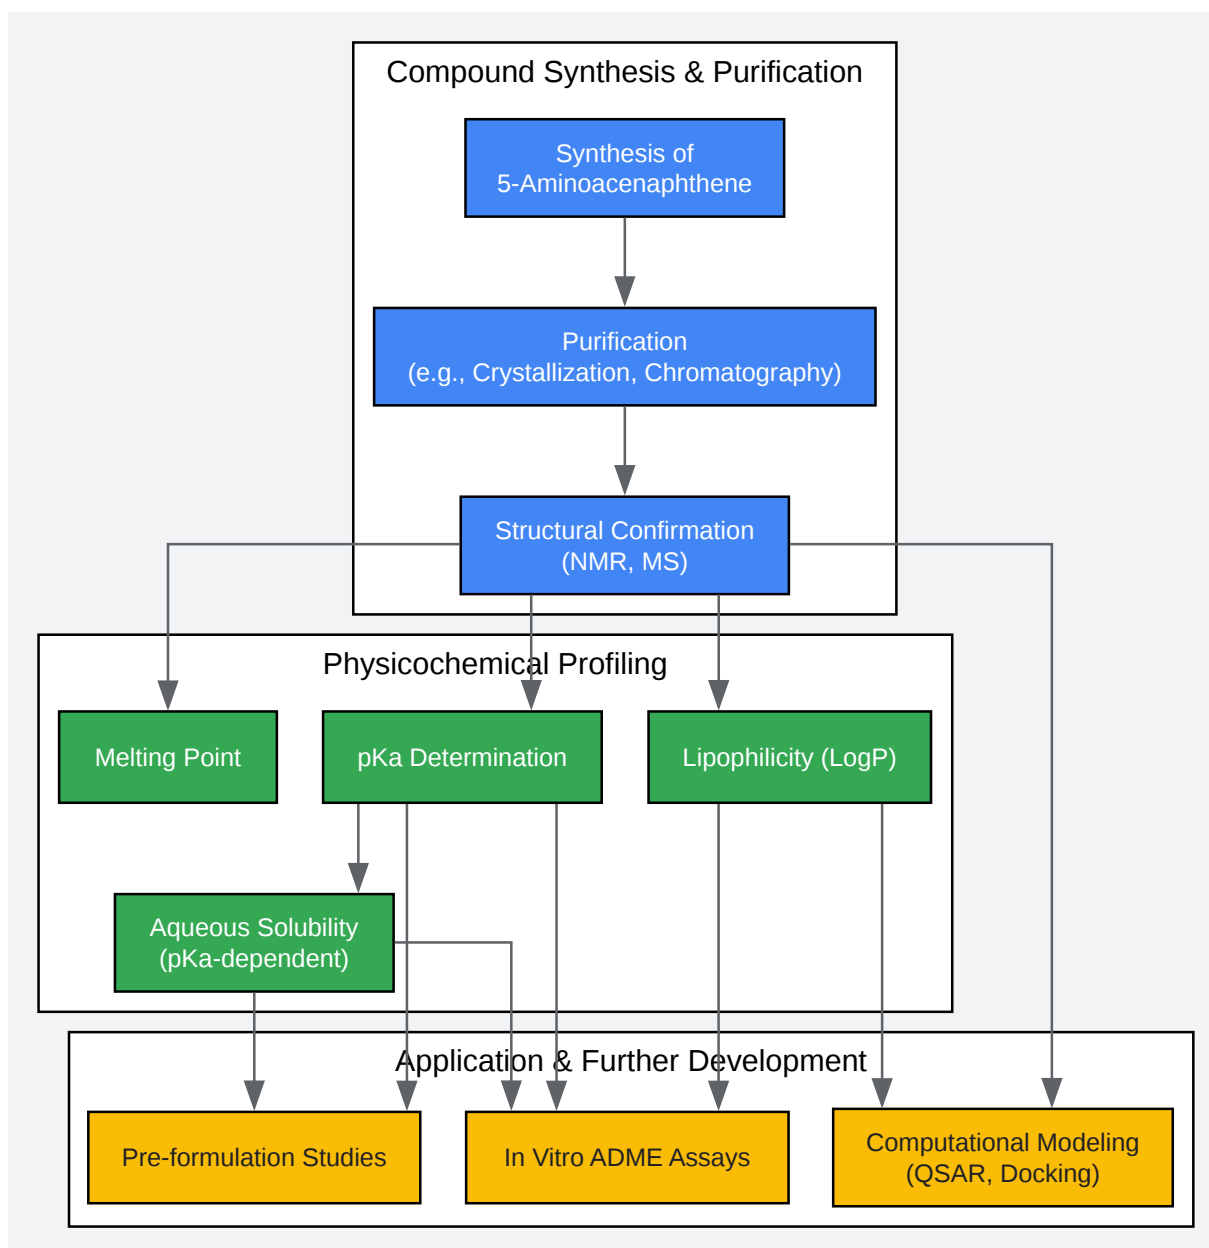 Compound Synthesis & Purification
Synthesis of
5-Aminoacenaphthene
Purification
(e.g., Crystallization, Chromatography)
Structural Confirmation
(NMR, MS)
Physicochemical Profiling
Melting Point
pKa Determination
Lipophilicity (LogP)
Aqueous Solubility
(pKa-dependent)
Application & Further Development
Pre-formulation Studies
In Vitro ADME Assays
Computational Modeling
(QSAR, Docking)